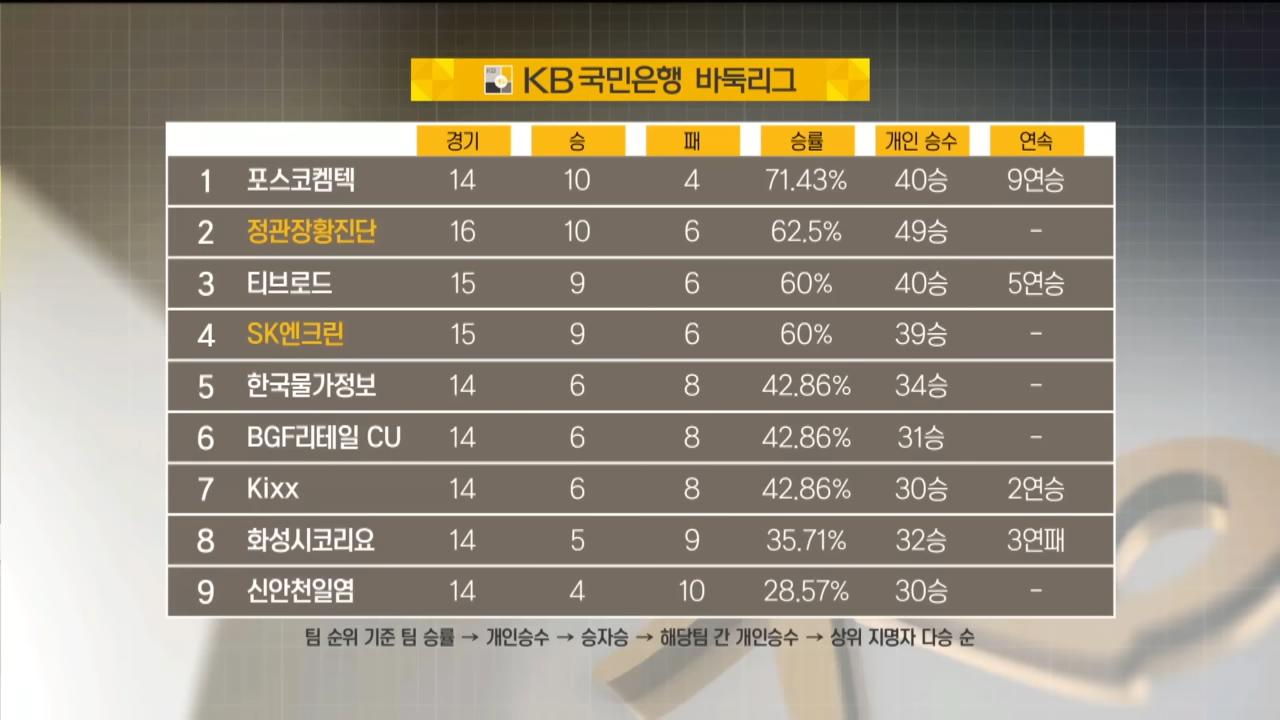 KB국민은행 바둑리그
경기 승 패 승률 개인 승수 연속
1 포스코켐텍 14 10 4 71.43% 40승 9연승
2 정관장황진단 16 10 6 62.5% 49승 -
3 티브로드 15 9 6 60% 40승 5연승
4 SK엔크린 15 9 6 60% 39승 -
5 한국물가정보 14 6 8 42.86% 34승 -
6 BGF리테일 CU 14 6 8 42.86% 31승 -
7 Kixx 14 6 8 42.86% 30승 2연승
8 화성시코리요 14 5 9 35.71% 32승 3연패
9 신안천일염 14 4 10 28.57% 30승 -
팀 순위 기준 팀 승률 → 개인승수 → 승자승 → 해당팀 간 개인승수 → 상위 지명자 다승 순